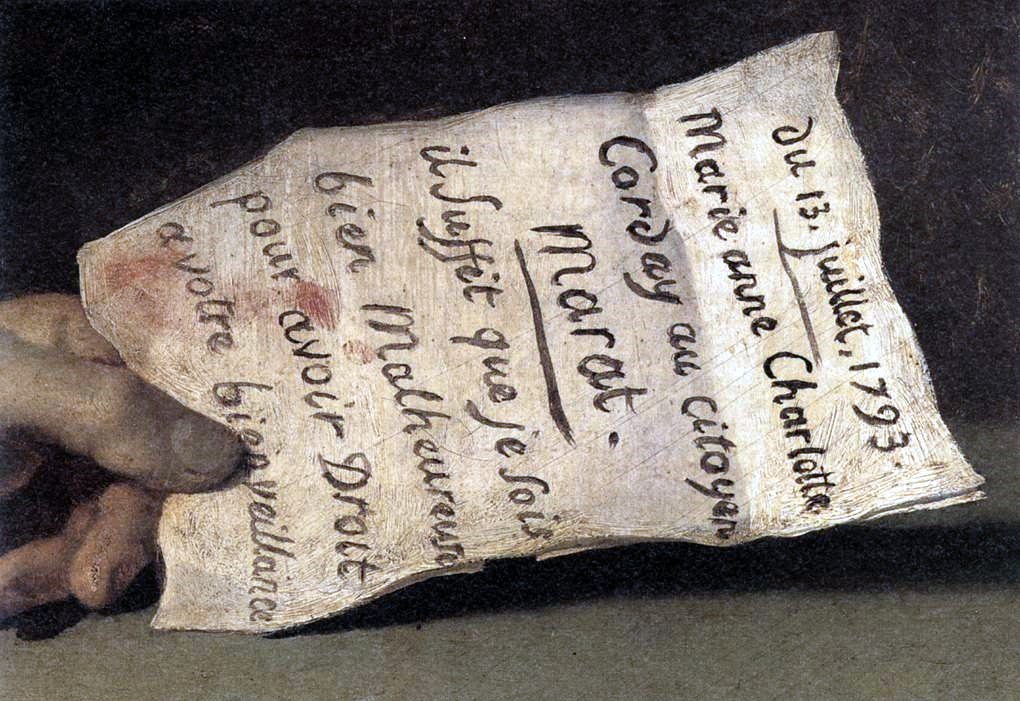 Du 13. juillet, 1793.
Marie anne Charlotte
Corday au citoyen
Marat.
il suffit que je sois
bien Malheureuse
pour avoir Droit
a votre bienveillance